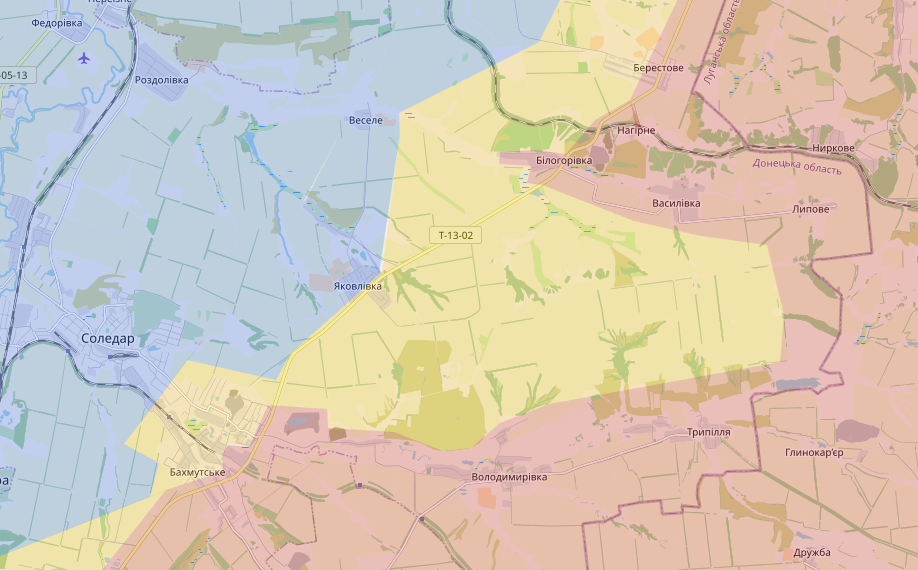 Федорівка
-05-13
Роздолівка
Веселе
Берестове
Луганська область
Нагірне
Білогорівка
Ниркове
Донецька область
Василівка
Липове
Т-13-02
Яковлівка
Соледар
Трипілля
Глинокар'єр
Бахмутське
Володимирівка
Дружба